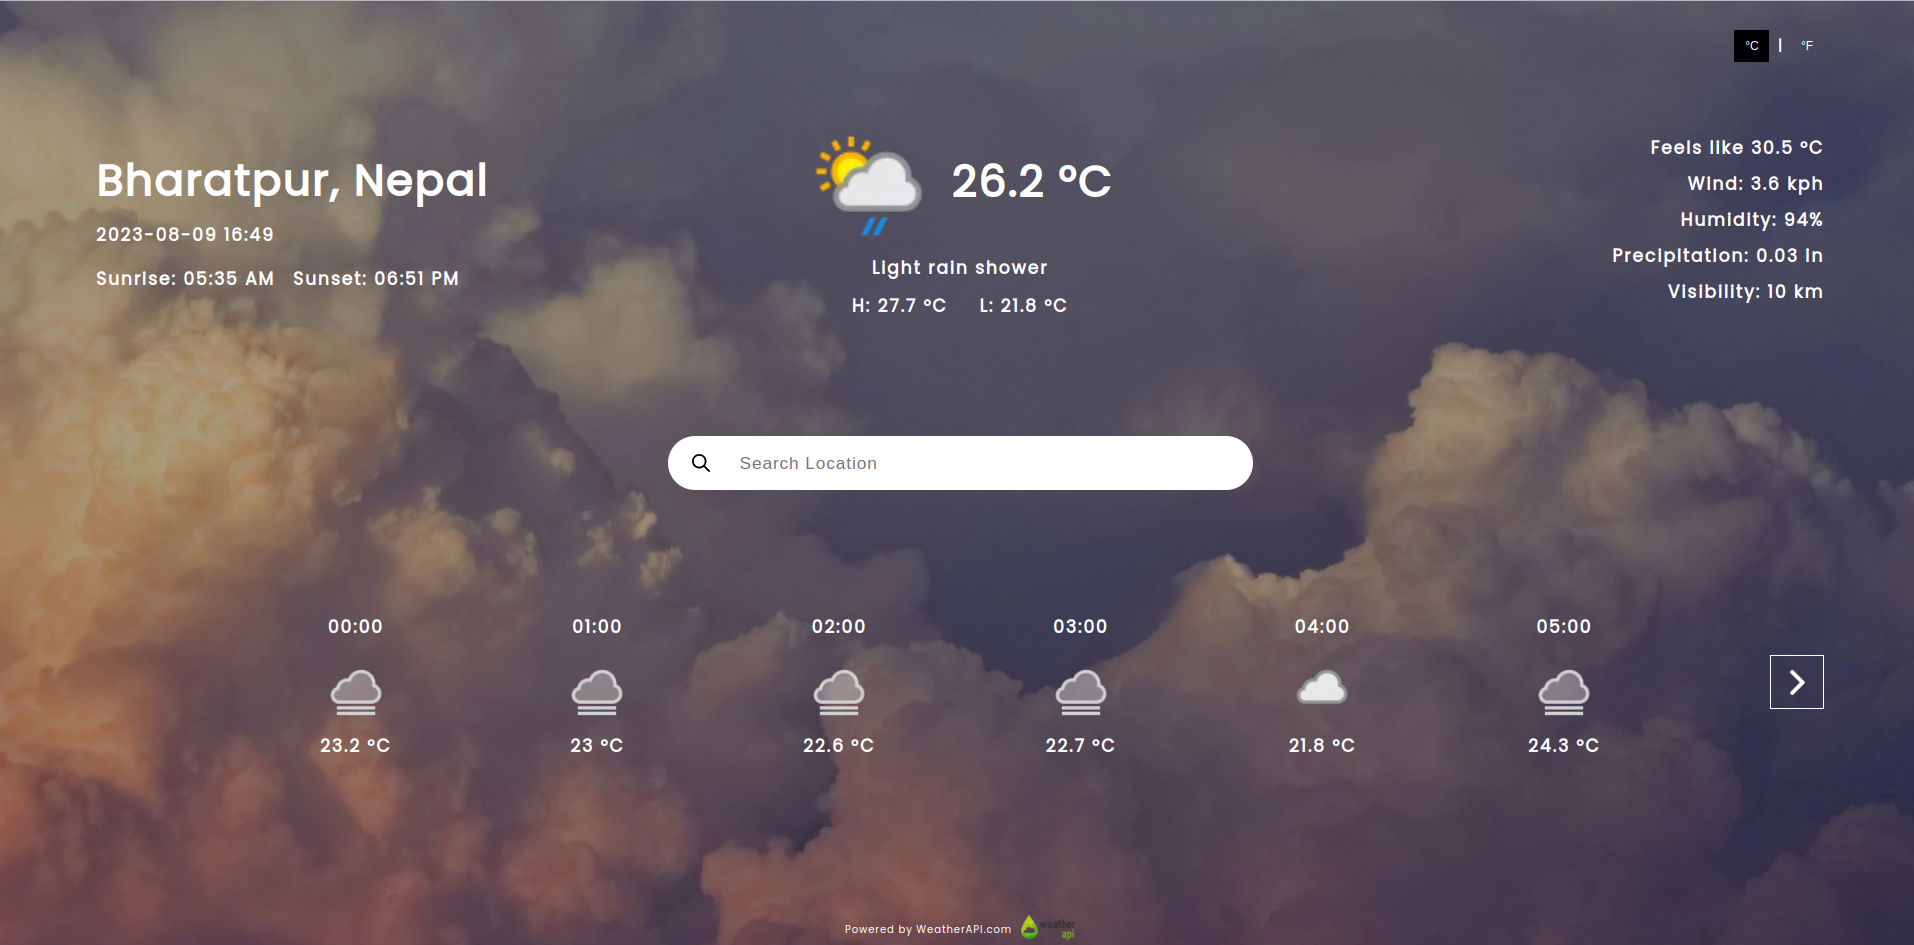 °C | °F
Bharatpur, Nepal
2023-08-09 16:49
Sunrise: 05:35 AM Sunset: 06:51 PM
26.2 °C
Light rain shower
H: 27.7 °C L: 21.8 °C
Feels like 30.5 °C
Wind: 3.6 kph
Humidity: 94%
Precipitation: 0.03 in
Visibility: 10 km
Search Location
00:00 01:00 02:00 03:00 04:00 05:00
23.2 °C 23 °C 22.6 °C 22.7 °C 21.8 °C 24.3 °C
Powered by WeatherAPI.com
weather
api